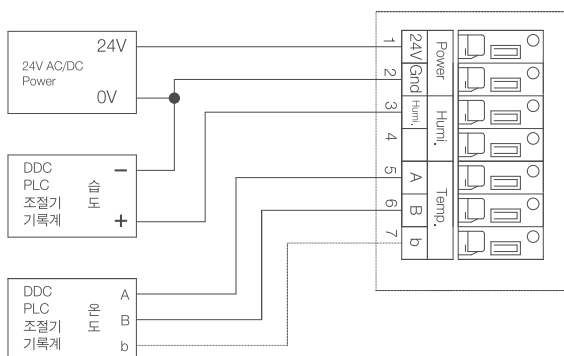 24V
24V AC/DC
Power
0V
DDC
PLC 습
조절기 도
기록계
−
+
DDC
PLC 온
조절기 도
기록계
A
B
b
1 24V Power
2 Gnd
3 Humi. Humi.
4
5 A Temp.
6 B
7 b